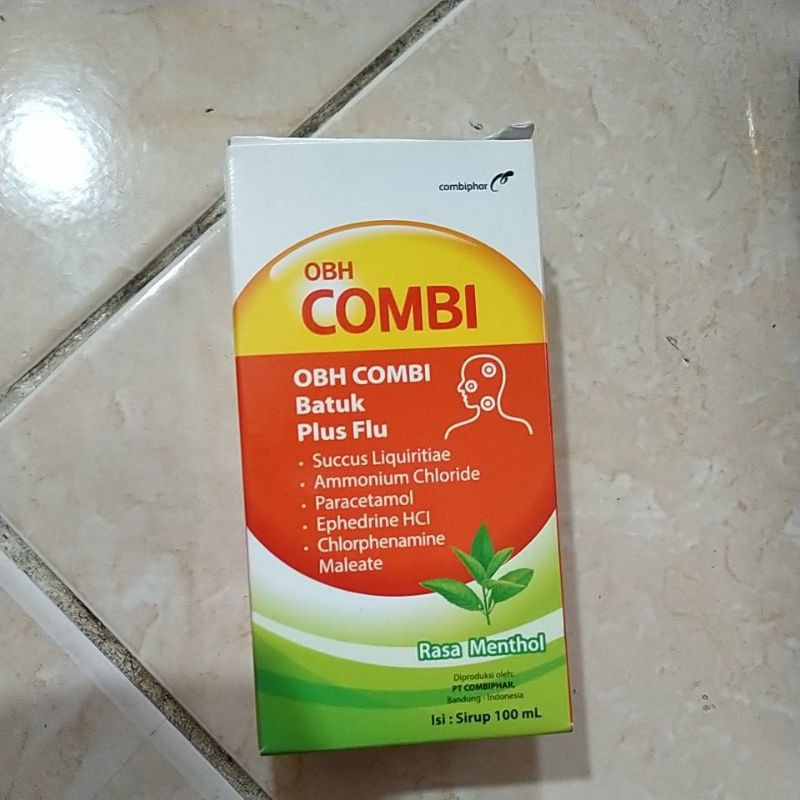 combiphar
OBH
COMBI
OBH COMBI
Batuk
Plus Flu
• Succus Liquiritiae
• Ammonium Chloride
• Paracetamol
• Ephedrine HCl
• Chlorphenamine
Maleate
Rasa Menthol
Diproduksi oleh:
PT COMBIPHAR,
Bandung - Indonesia
Isi : Sirup 100 mL